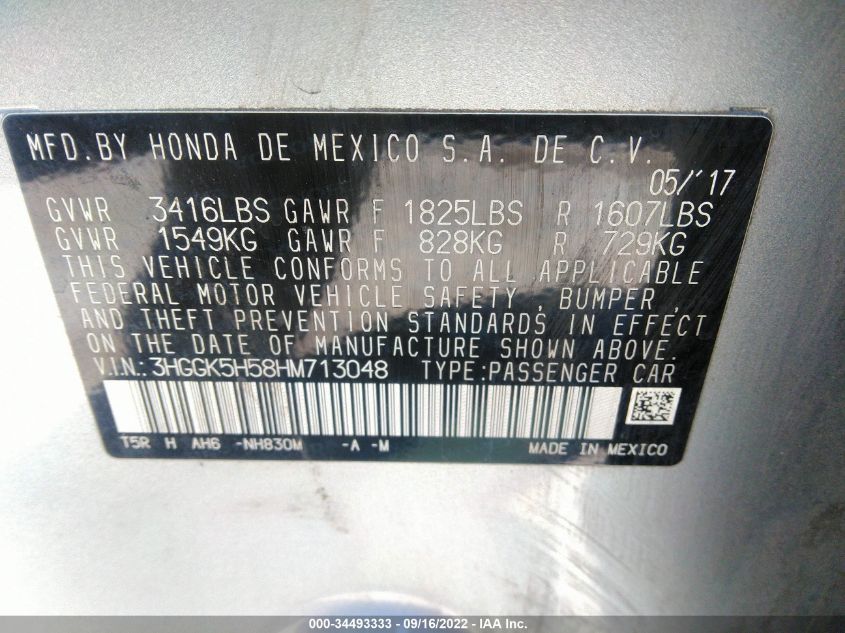 MFD.BY HONDA DE MEXICO S.A. DE C.V.
05/'17
GVWR 3416LBS GAWR F 1825LBS R 1607LBS
GVWR 1549KG GAWR F 828KG R 729KG
THIS VEHICLE CONFORMS TO ALL APPLICABLE
FEDERAL MOTOR VEHICLE SAFETY, BUMPER,
AND THEFT PREVENTION STANDARDS IN EFFECT
ON THE DATE OF MANUFACTURE SHOWN ABOVE.
V.I.N.:3HGGK5H58HM713048 TYPE:PASSENGER CAR
T5R H AH6 -NH830M -A -M MADE IN MEXICO
000-34493333 - 09/16/2022 - IAA, Inc.